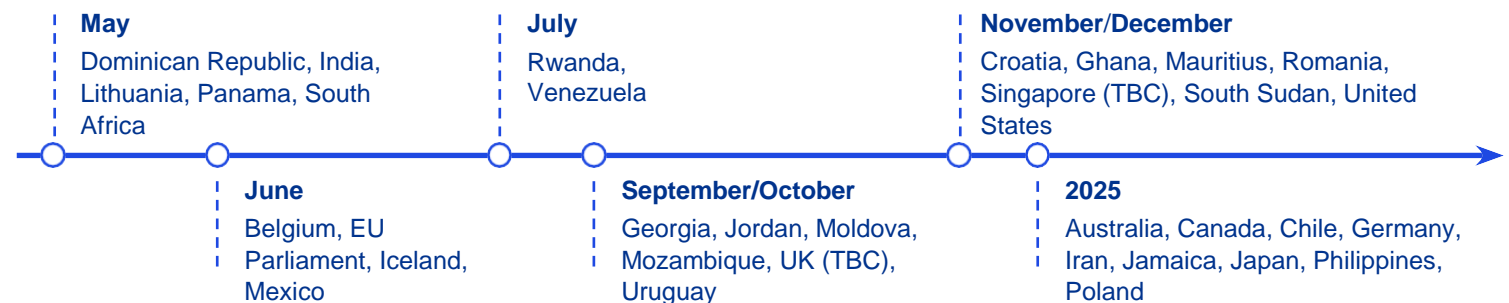 May
Dominican Republic, India,
Lithuania, Panama, South
Africa
June
Belgium, EU
Parliament, Iceland,
Mexico
July
Rwanda,
Venezuela
September/October
Georgia, Jordan, Moldova,
Mozambique, UK (TBC),
Uruguay
November/December
Croatia, Ghana, Mauritius, Romania,
Singapore (TBC), South Sudan, United
States
2025
Australia, Canada, Chile, Germany,
Iran, Jamaica, Japan, Philippines,
Poland